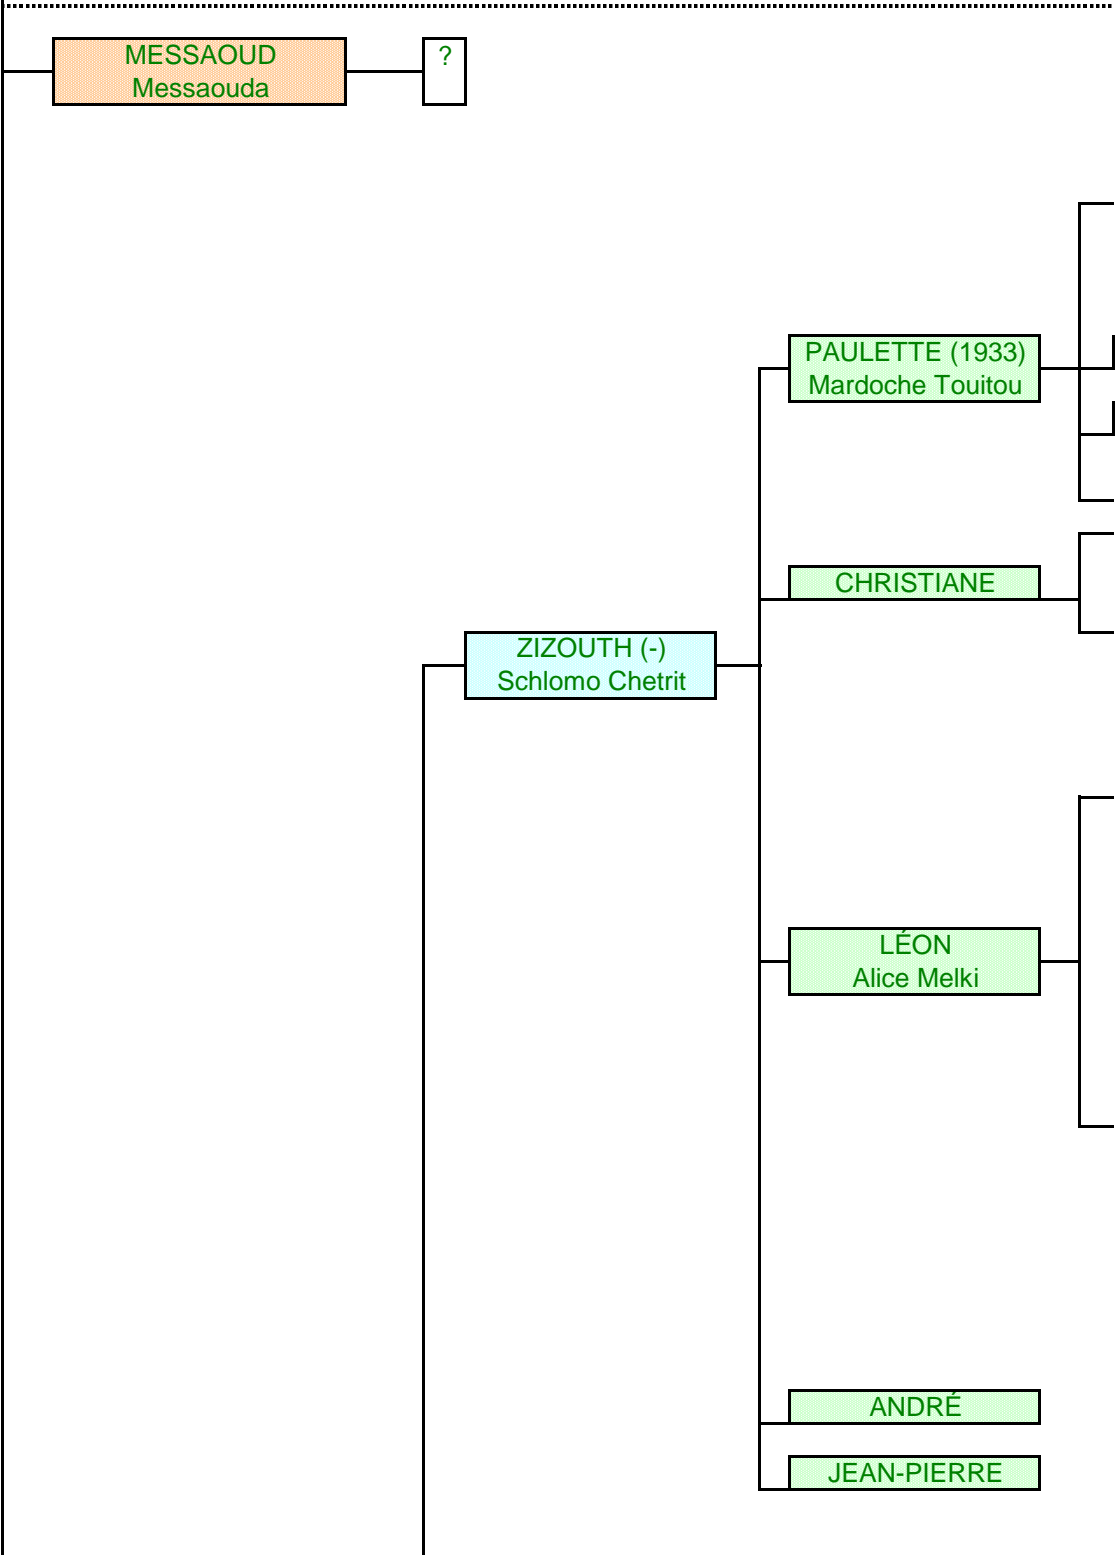 MESSAOUD
Messaouda
?
PAULETTE (1933)
Mardoche Touitou
CHRISTIANE
ZIZOUTH (-)
Schlomo Chetrit
LÉON
Alice Melki
ANDRÉ
JEAN-PIERRE